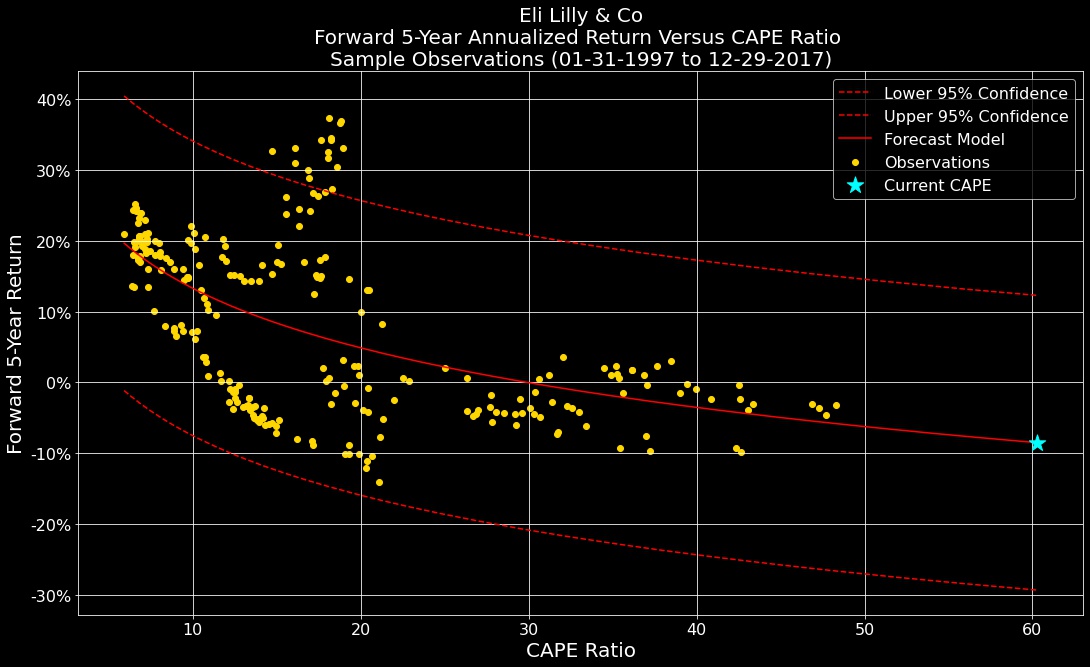 Eli Lilly & Co
Forward 5-Year Annualized Return Versus CAPE Ratio
Sample Observations (01-31-1997 to 12-29-2017)
Lower 95% Confidence
Upper 95% Confidence
Forecast Model
Observations
Current CAPE
Forward 5-Year Return
40%
30%
20%
10%
0%
-10%
-20%
-30%
10 20 30 40 50 60
CAPE Ratio